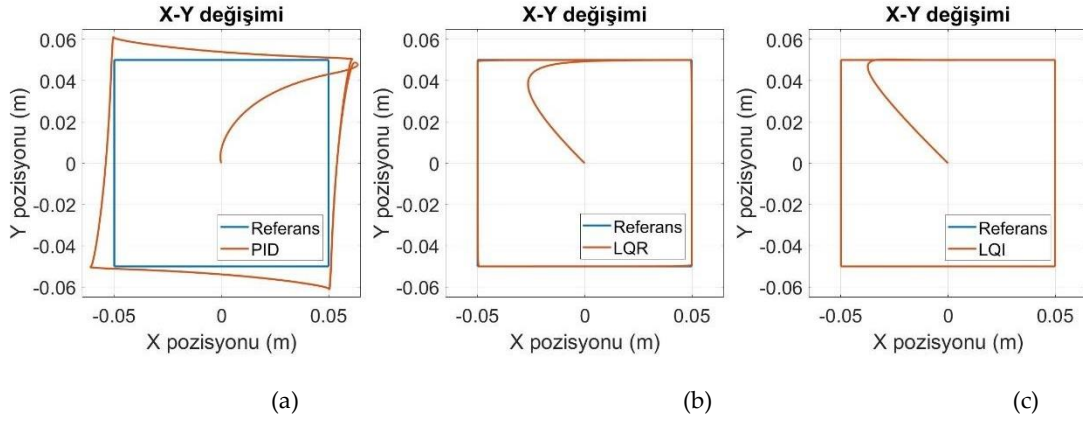 X-Y değişimi
Y pozisyonu (m)
0.06
0.04
0.02
0
-0.02
-0.04
-0.06
-0.05
0
0.05
X pozisyonu (m)
Referans
PID
(a)
X-Y değişimi
Y pozisyonu (m)
0.06
0.04
0.02
0
-0.02
-0.04
-0.06
-0.05
0
0.05
X pozisyonu (m)
Referans
LQR
(b)
X-Y değişimi
Y pozisyonu (m)
0.06
0.04
0.02
0
-0.02
-0.04
-0.06
-0.05
0
0.05
X pozisyonu (m)
Referans
LQI
(c)